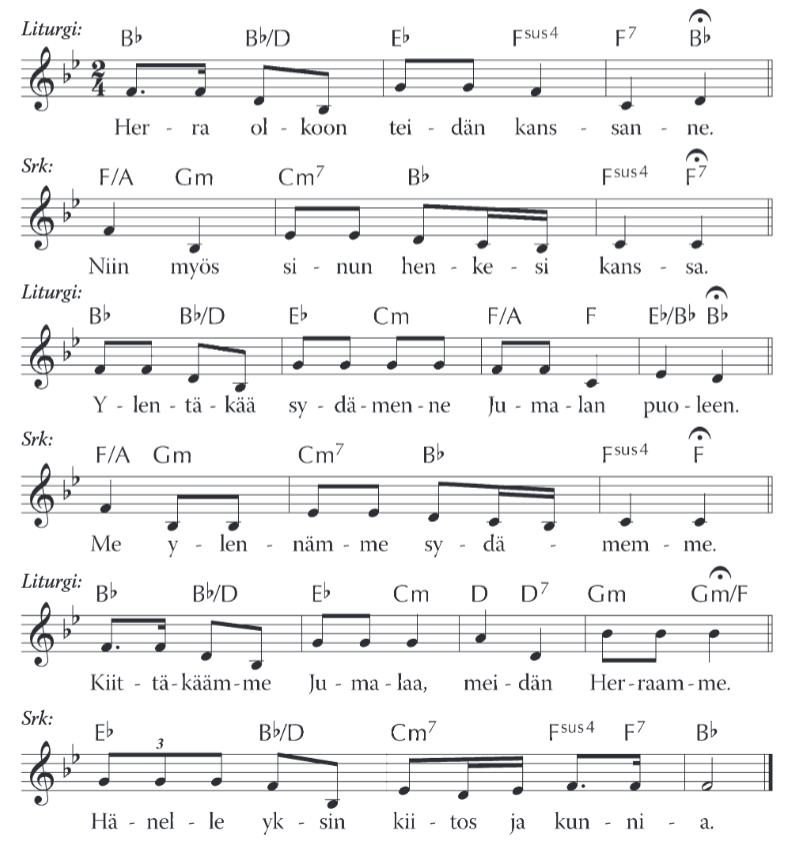 Liturgi:
B♭ B♭/D E♭ Fsus4 F7 B♭
2
4
Her - ra ol - koon tei - dän kans - san - ne.
Srk:
F/A Gm Cm7 B♭ Fsus4 F7
Niin myös si - nun hen - ke - si kans - sa.
Liturgi:
B♭ B♭/D E♭ Cm F/A F E♭/B♭ B♭
Y - len - tä - kää sy - dä - men - ne Ju - ma - lan puo - leen.
Srk:
F/A Gm Cm7 B♭ Fsus4 F
Me y - len - näm - me sy - dä - mem - me.
Liturgi:
B♭ B♭/D E♭ Cm D D7 Gm Gm/F
Kiit - tä - kääm - me Ju - ma - laa, mei - dän Her - raam - me.
Srk:
E♭ B♭/D Cm7 Fsus4 F7 B♭
3
Hä - nel - le yk - sin kii - tos ja kun - ni - a.